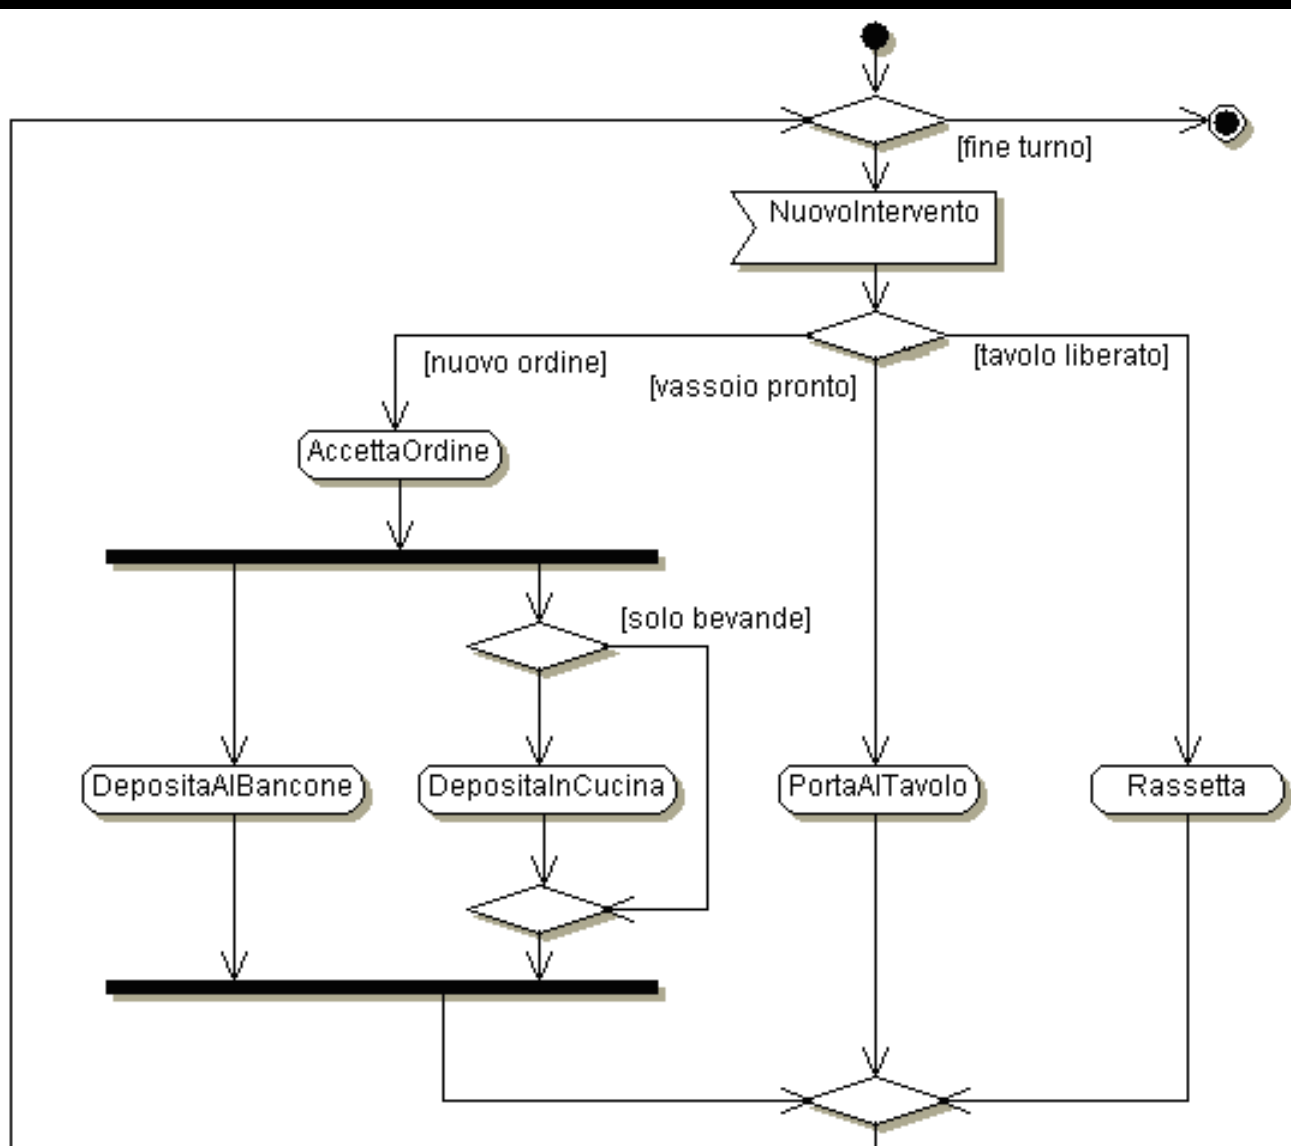 [fine turno]
NuovoIntervento
[nuovo ordine]
[vassoio pronto]
[tavolo liberato]
AccettaOrdine
[solo bevande]
DepositaAlBancone
DepositaInCucina
PortaAlTavolo
Rassetta